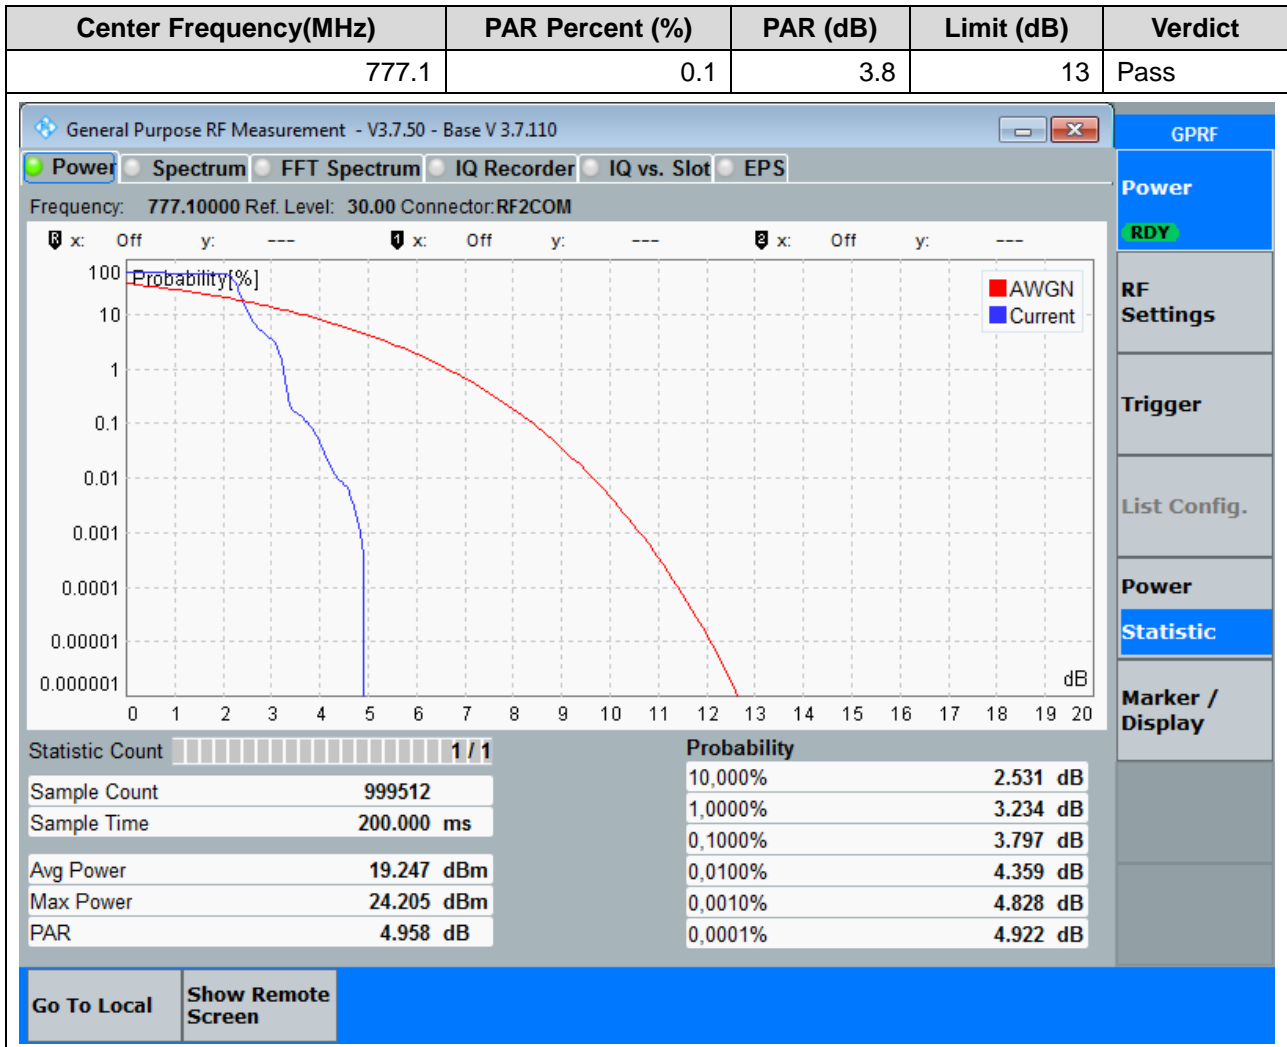 Center Frequency(MHz) PAR Percent (%) PAR (dB) Limit (dB) Verdict
777.1 0.1 3.8 13 Pass
General Purpose RF Measurement - V3.7.50 - Base V 3.7.110
GPRF
Power Spectrum FFT Spectrum IQ Recorder IQ vs. Slot EPS
Power
RDY
Frequency: 777.10000 Ref. Level: 30.00 Connector:RF2COM
R x: Off y: --- 1 x: Off y: --- 2 x: Off y: ---
Probability[%]
100
10
1
0.1
0.01
0.001
0.0001
0.00001
0.000001
AWGN
Current
dB
0 1 2 3 4 5 6 7 8 9 10 11 12 13 14 15 16 17 18 19 20
RF
Settings
Trigger
List Config.
Power
Statistic
Marker /
Display
Statistic Count 1 / 1
Sample Count 999512
Sample Time 200.000 ms
Avg Power 19.247 dBm
Max Power 24.205 dBm
PAR 4.958 dB
Probability
10,000% 2.531 dB
1,0000% 3.234 dB
0,1000% 3.797 dB
0,0100% 4.359 dB
0,0010% 4.828 dB
0,0001% 4.922 dB
Go To Local
Show Remote
Screen